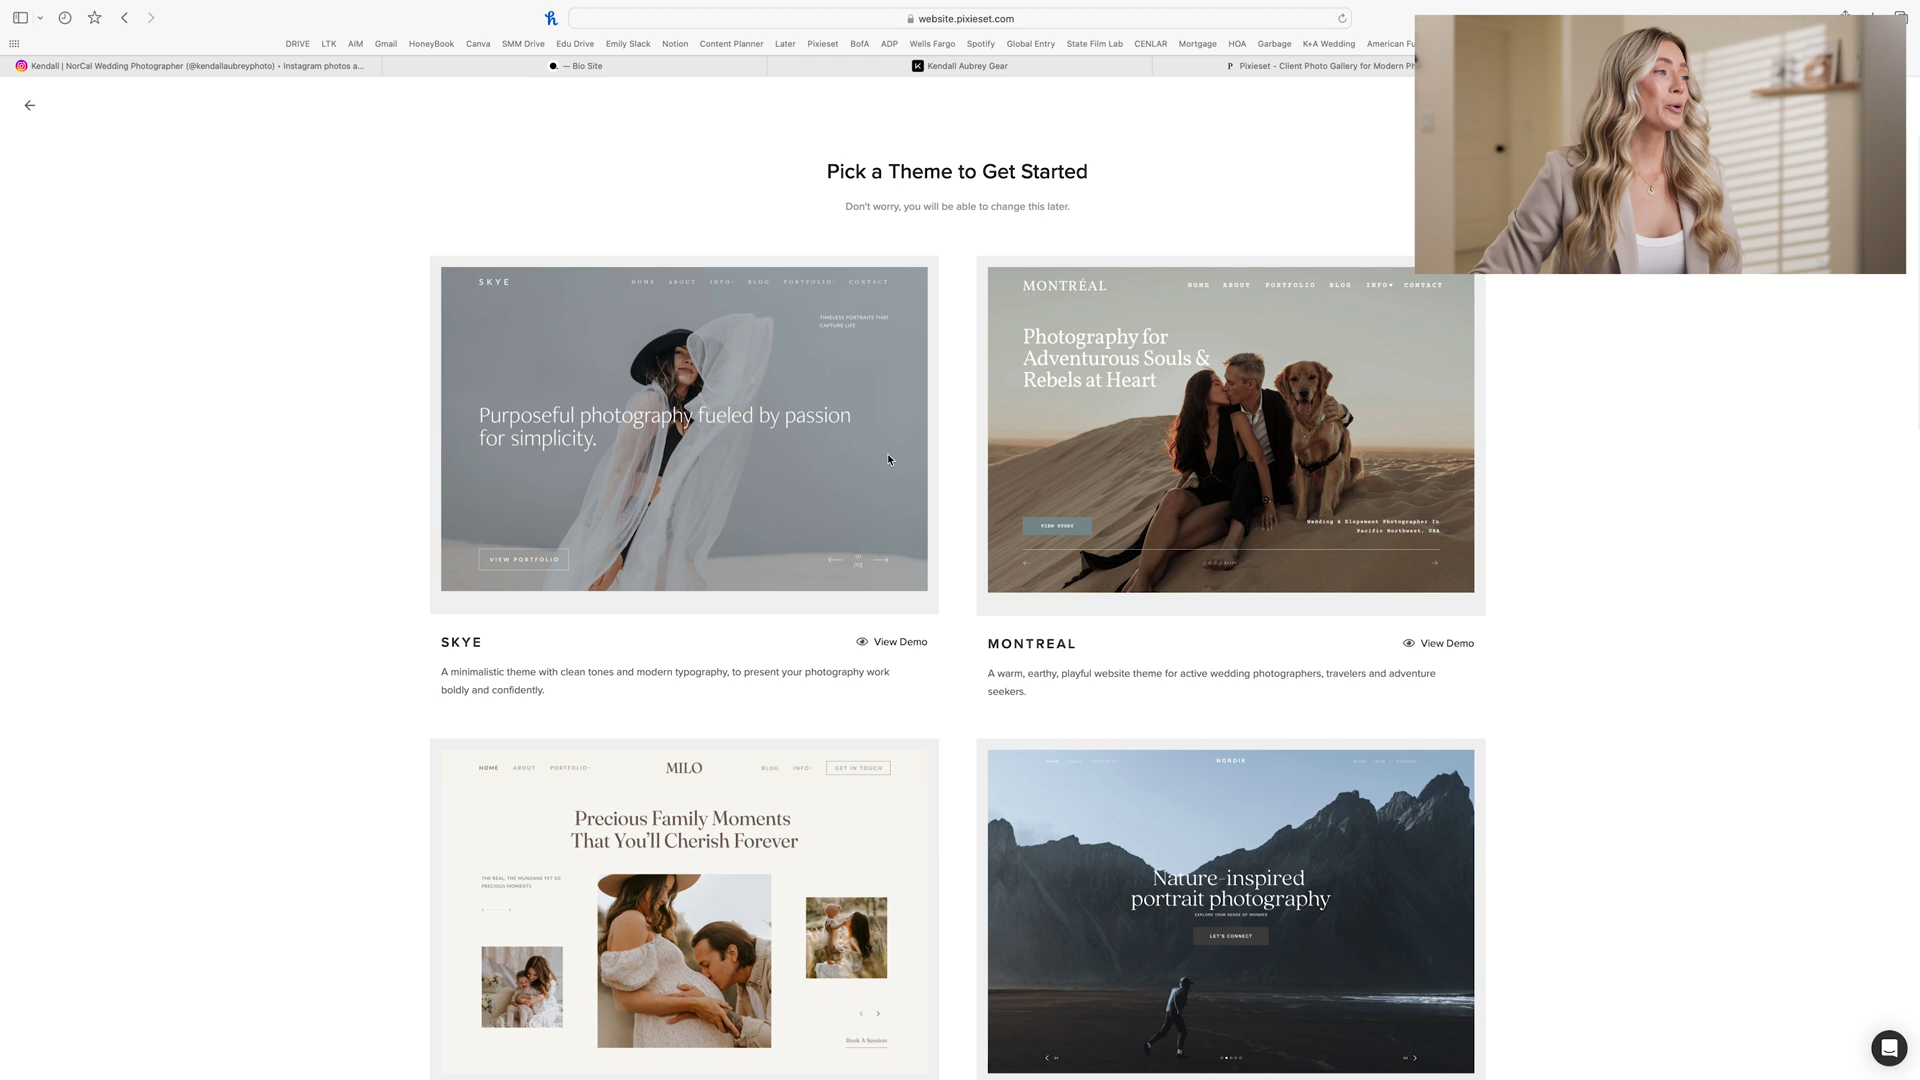 website.pixieset.com
DRIVE LTK AIM Gmail HoneyBook Canva SMM Drive Edu Drive Emily Slack Notion Content Planner Later Pixieset BofA ADP Wells Fargo Spotify Global Entry State Film Lab CENLAR Mortgage HOA Garbage K+A Wedding American Fu
Kendall | NorCal Wedding Photographer (@kendallaubreyphoto) • Instagram photos a...
— Bio Site
Kendall Aubrey Gear
Pixieset - Client Photo Gallery for Modern Ph
Pick a Theme to Get Started
Don't worry, you will be able to change this later.
SKYE
HOME ABOUT INFO PORTFOLIO BLOG CONTACT
TIMELESS PORTRAITS THAT
CAPTURE LIFE
Purposeful photography fueled by passion
for simplicity.
VIEW PORTFOLIO
01
/05
MONTRÉAL
HOME ABOUT PORTFOLIO BLOG INFO▾ CONTACT
Photography for
Adventurous Souls &
Rebels at Heart
VIEW STORY
Wedding & Elopement Photographer In
Pacific Northwest, USA
SKYE
View Demo
A minimalistic theme with clean tones and modern typography, to present your photography work
boldly and confidently.
MONTREAL
View Demo
A warm, earthy, playful website theme for active wedding photographers, travelers and adventure
seekers.
HOME ABOUT PORTFOLIO
MILO
BLOG INFO GET IN TOUCH
Precious Family Moments
That You'll Cherish Forever
THE REAL, THE MUNDANE YET SO
PRECIOUS MOMENTS
Book A Session
NORDIK
Nature-inspired
portrait photography
EXPLORE YOUR SENSE OF WONDER
LET'S CONNECT